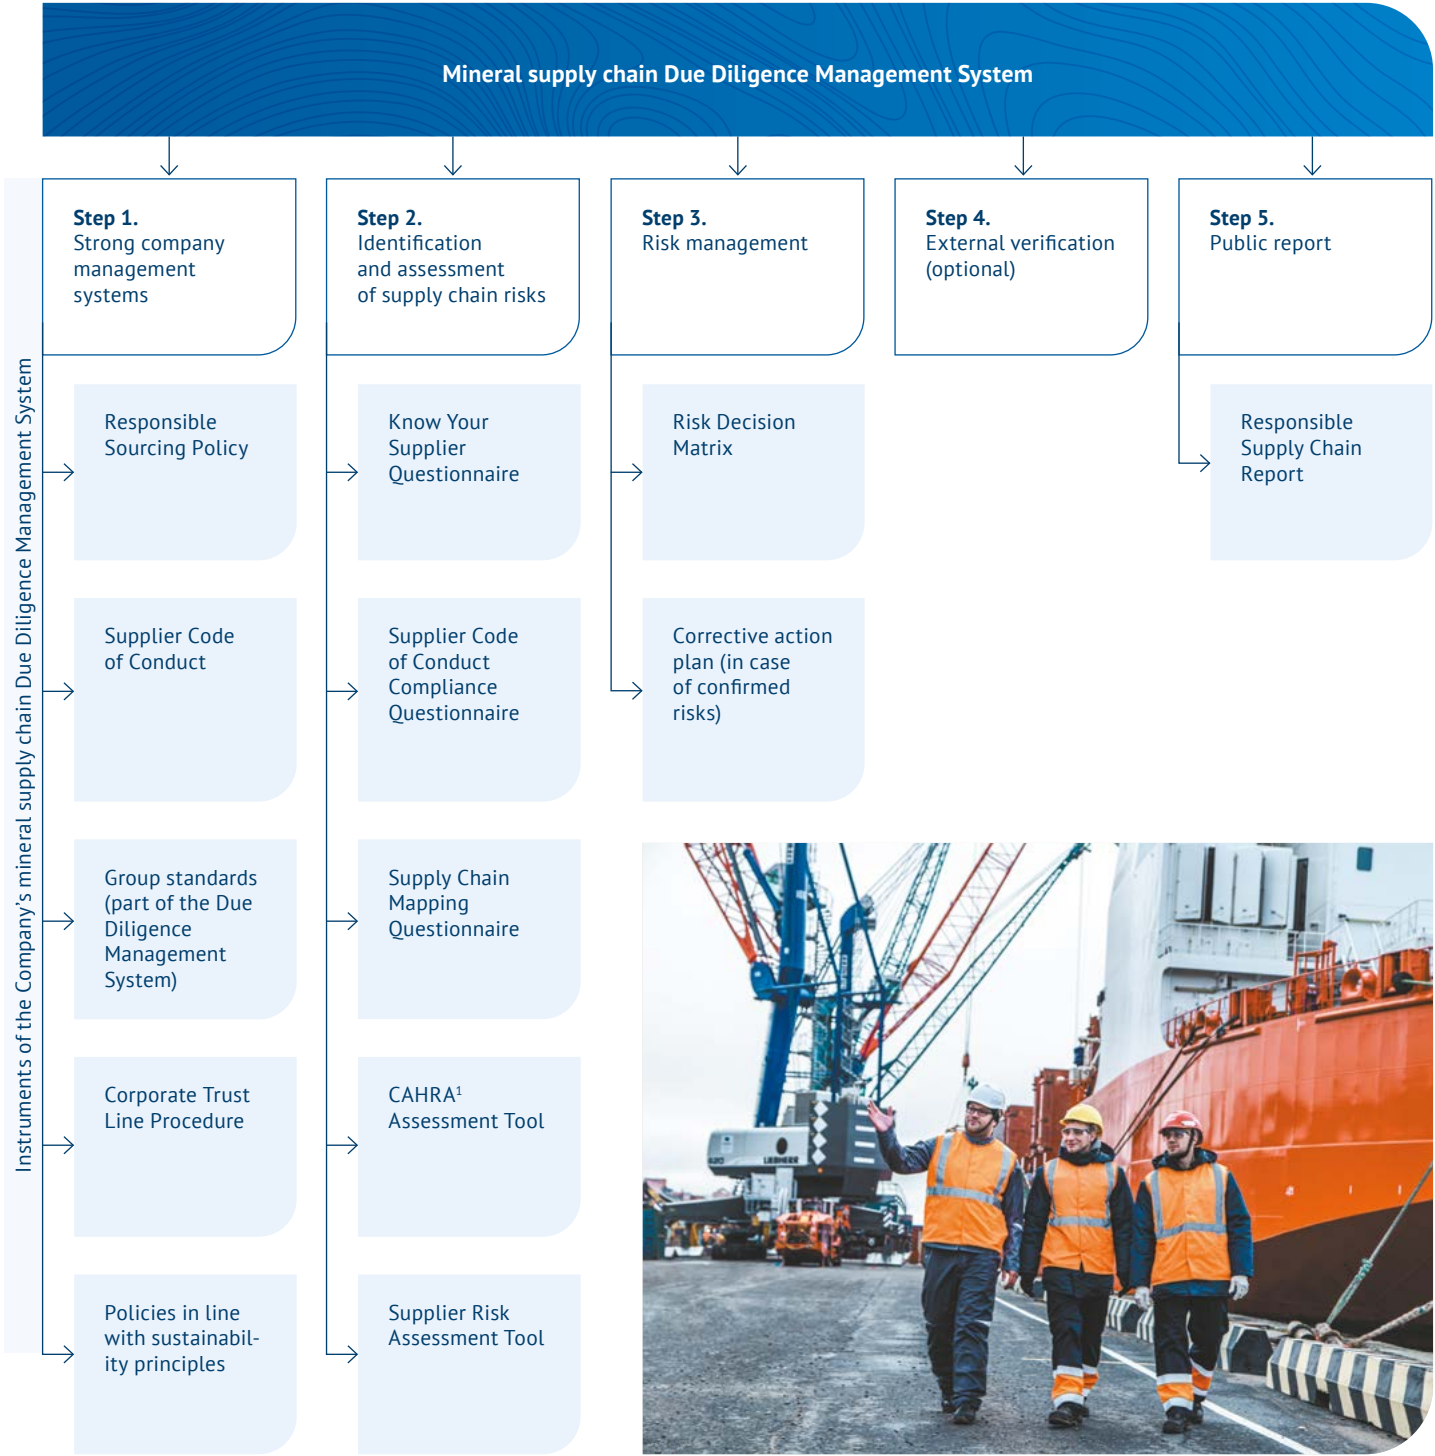 Mineral supply chain Due Diligence Management System
Instruments of the Company's mineral supply chain Due Diligence Management System
Step 1.
Strong company
management
systems
Responsible
Sourcing Policy
Supplier Code
of Conduct
Group standards
(part of the Due
Diligence
Management
System)
Corporate Trust
Line Procedure
Policies in line
with sustainabil-
ity principles
Step 2.
Identification
and assessment
of supply chain risks
Know Your
Supplier
Questionnaire
Supplier Code
of Conduct
Compliance
Questionnaire
Supply Chain
Mapping
Questionnaire
CAHRA¹
Assessment Tool
Supplier Risk
Assessment Tool
Step 3.
Risk management
Risk Decision
Matrix
Corrective action
plan (in case
of confirmed
risks)
Step 4.
External verification
(optional)
Step 5.
Public report
Responsible
Supply Chain
Report
420
LIEBHERR